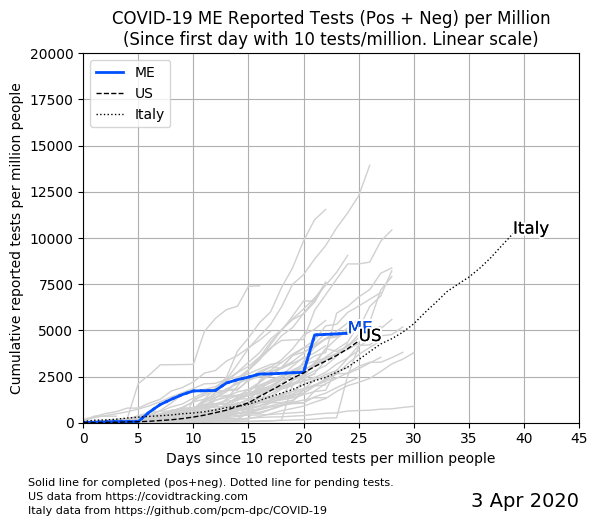 COVID-19 ME Reported Tests (Pos + Neg) per Million
(Since first day with 10 tests/million. Linear scale)
Cumulative reported tests per million people
20000
17500
15000
12500
10000
7500
5000
2500
0
ME
US
Italy
Italy
ME
US
0 5 10 15 20 25 30 35 40 45
Days since 10 reported tests per million people
Solid line for completed (pos+neg). Dotted line for pending tests.
US data from https://covidtracking.com
Italy data from https://github.com/pcm-dpc/COVID-19
3 Apr 2020